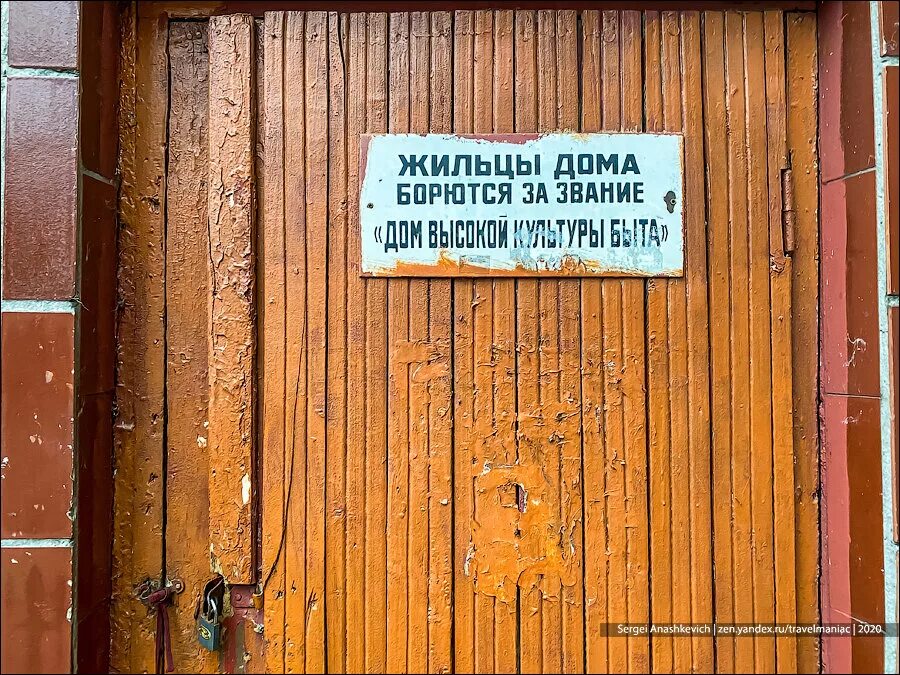 ЖИЛЬЦЫ ДОМА
БОРЮТСЯ ЗА ЗВАНИЕ
«ДОМ ВЫСОКОЙ КУЛЬТУРЫ БЫТА»
Sergei Anashkevich | zen.yandex.ru/travelmaniac | 2020